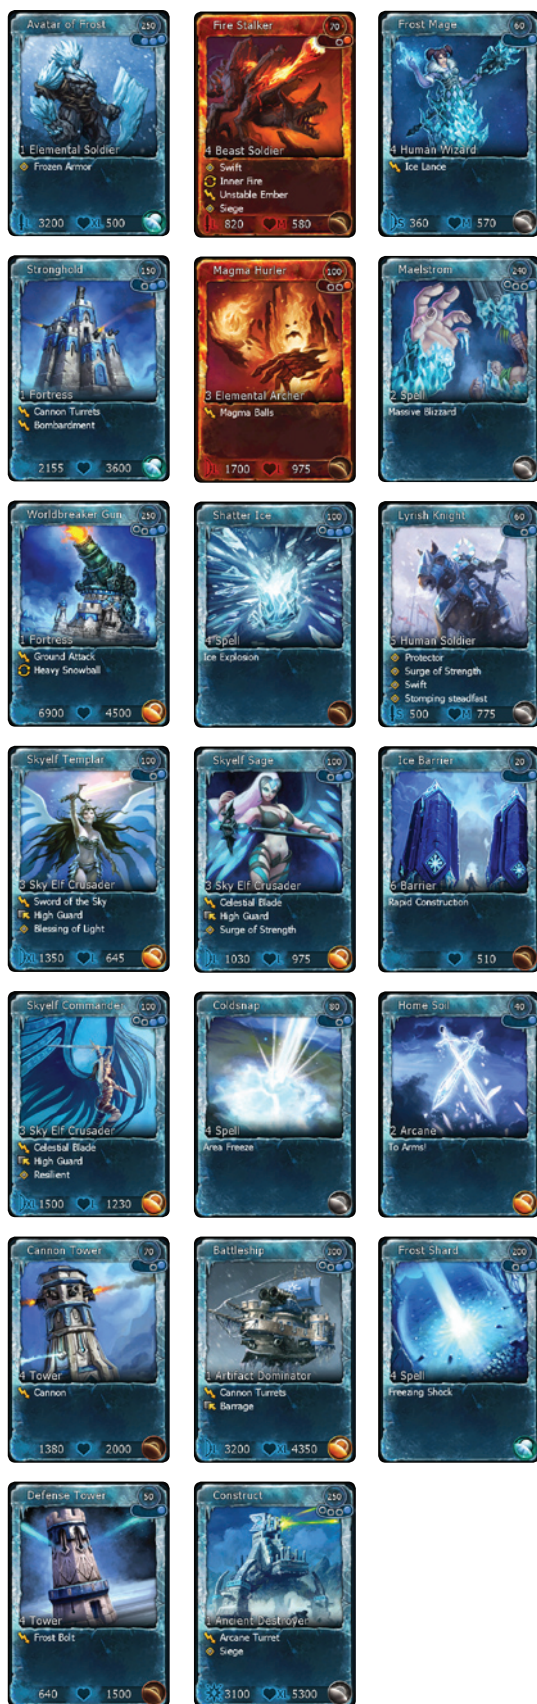 Avatar of Frost 250
1 Elemental Soldier
Frozen Armor
L 3200 XL 500
Fire Stalker 70
4 Beast Soldier
Swift
Inner Fire
Unstable Ember
Siege
L 820 M 580
Frost Mage 60
4 Human Wizard
Ice Lance
S 360 M 570
Stronghold 150
1 Fortress
Cannon Turrets
Bombardment
2155 3600
Magma Hurler 100
3 Elemental Archer
Magma Balls
L 1700 L 975
Maelstrom 240
2 Spell
Massive Blizzard
Worldbreaker Gun 250
1 Fortress
Ground Attack
Heavy Snowball
6900 4500
Shatter Ice 100
4 Spell
Ice Explosion
Lyrish Knight 60
5 Human Soldier
Protector
Surge of Strength
Swift
Stomping steadfast
S 500 M 775
Skyelf Templar 100
3 Sky Elf Crusader
Sword of the Sky
High Guard
Blessing of Light
XL 1350 L 645
Skyelf Sage 100
3 Sky Elf Crusader
Celestial Blade
High Guard
Surge of Strength
L 1030 L 975
Ice Barrier 20
6 Barrier
Rapid Construction
510
Skyelf Commander 100
3 Sky Elf Crusader
Celestial Blade
High Guard
Resilient
XL 1500 L 1230
Coldsnap 80
4 Spell
Area Freeze
Home Soil 40
2 Arcane
To Arms!
Cannon Tower 70
4 Tower
Cannon
1380 2000
Battleship 300
1 Artifact Dominator
Cannon Turrets
Barrage
L 3200 XL 4350
Frost Shard 200
4 Spell
Freezing Shock
Defense Tower 50
4 Tower
Frost Bolt
640 1500
Construct 250
1 Ancient Destroyer
Arcane Turret
Siege
3100 XL 5300